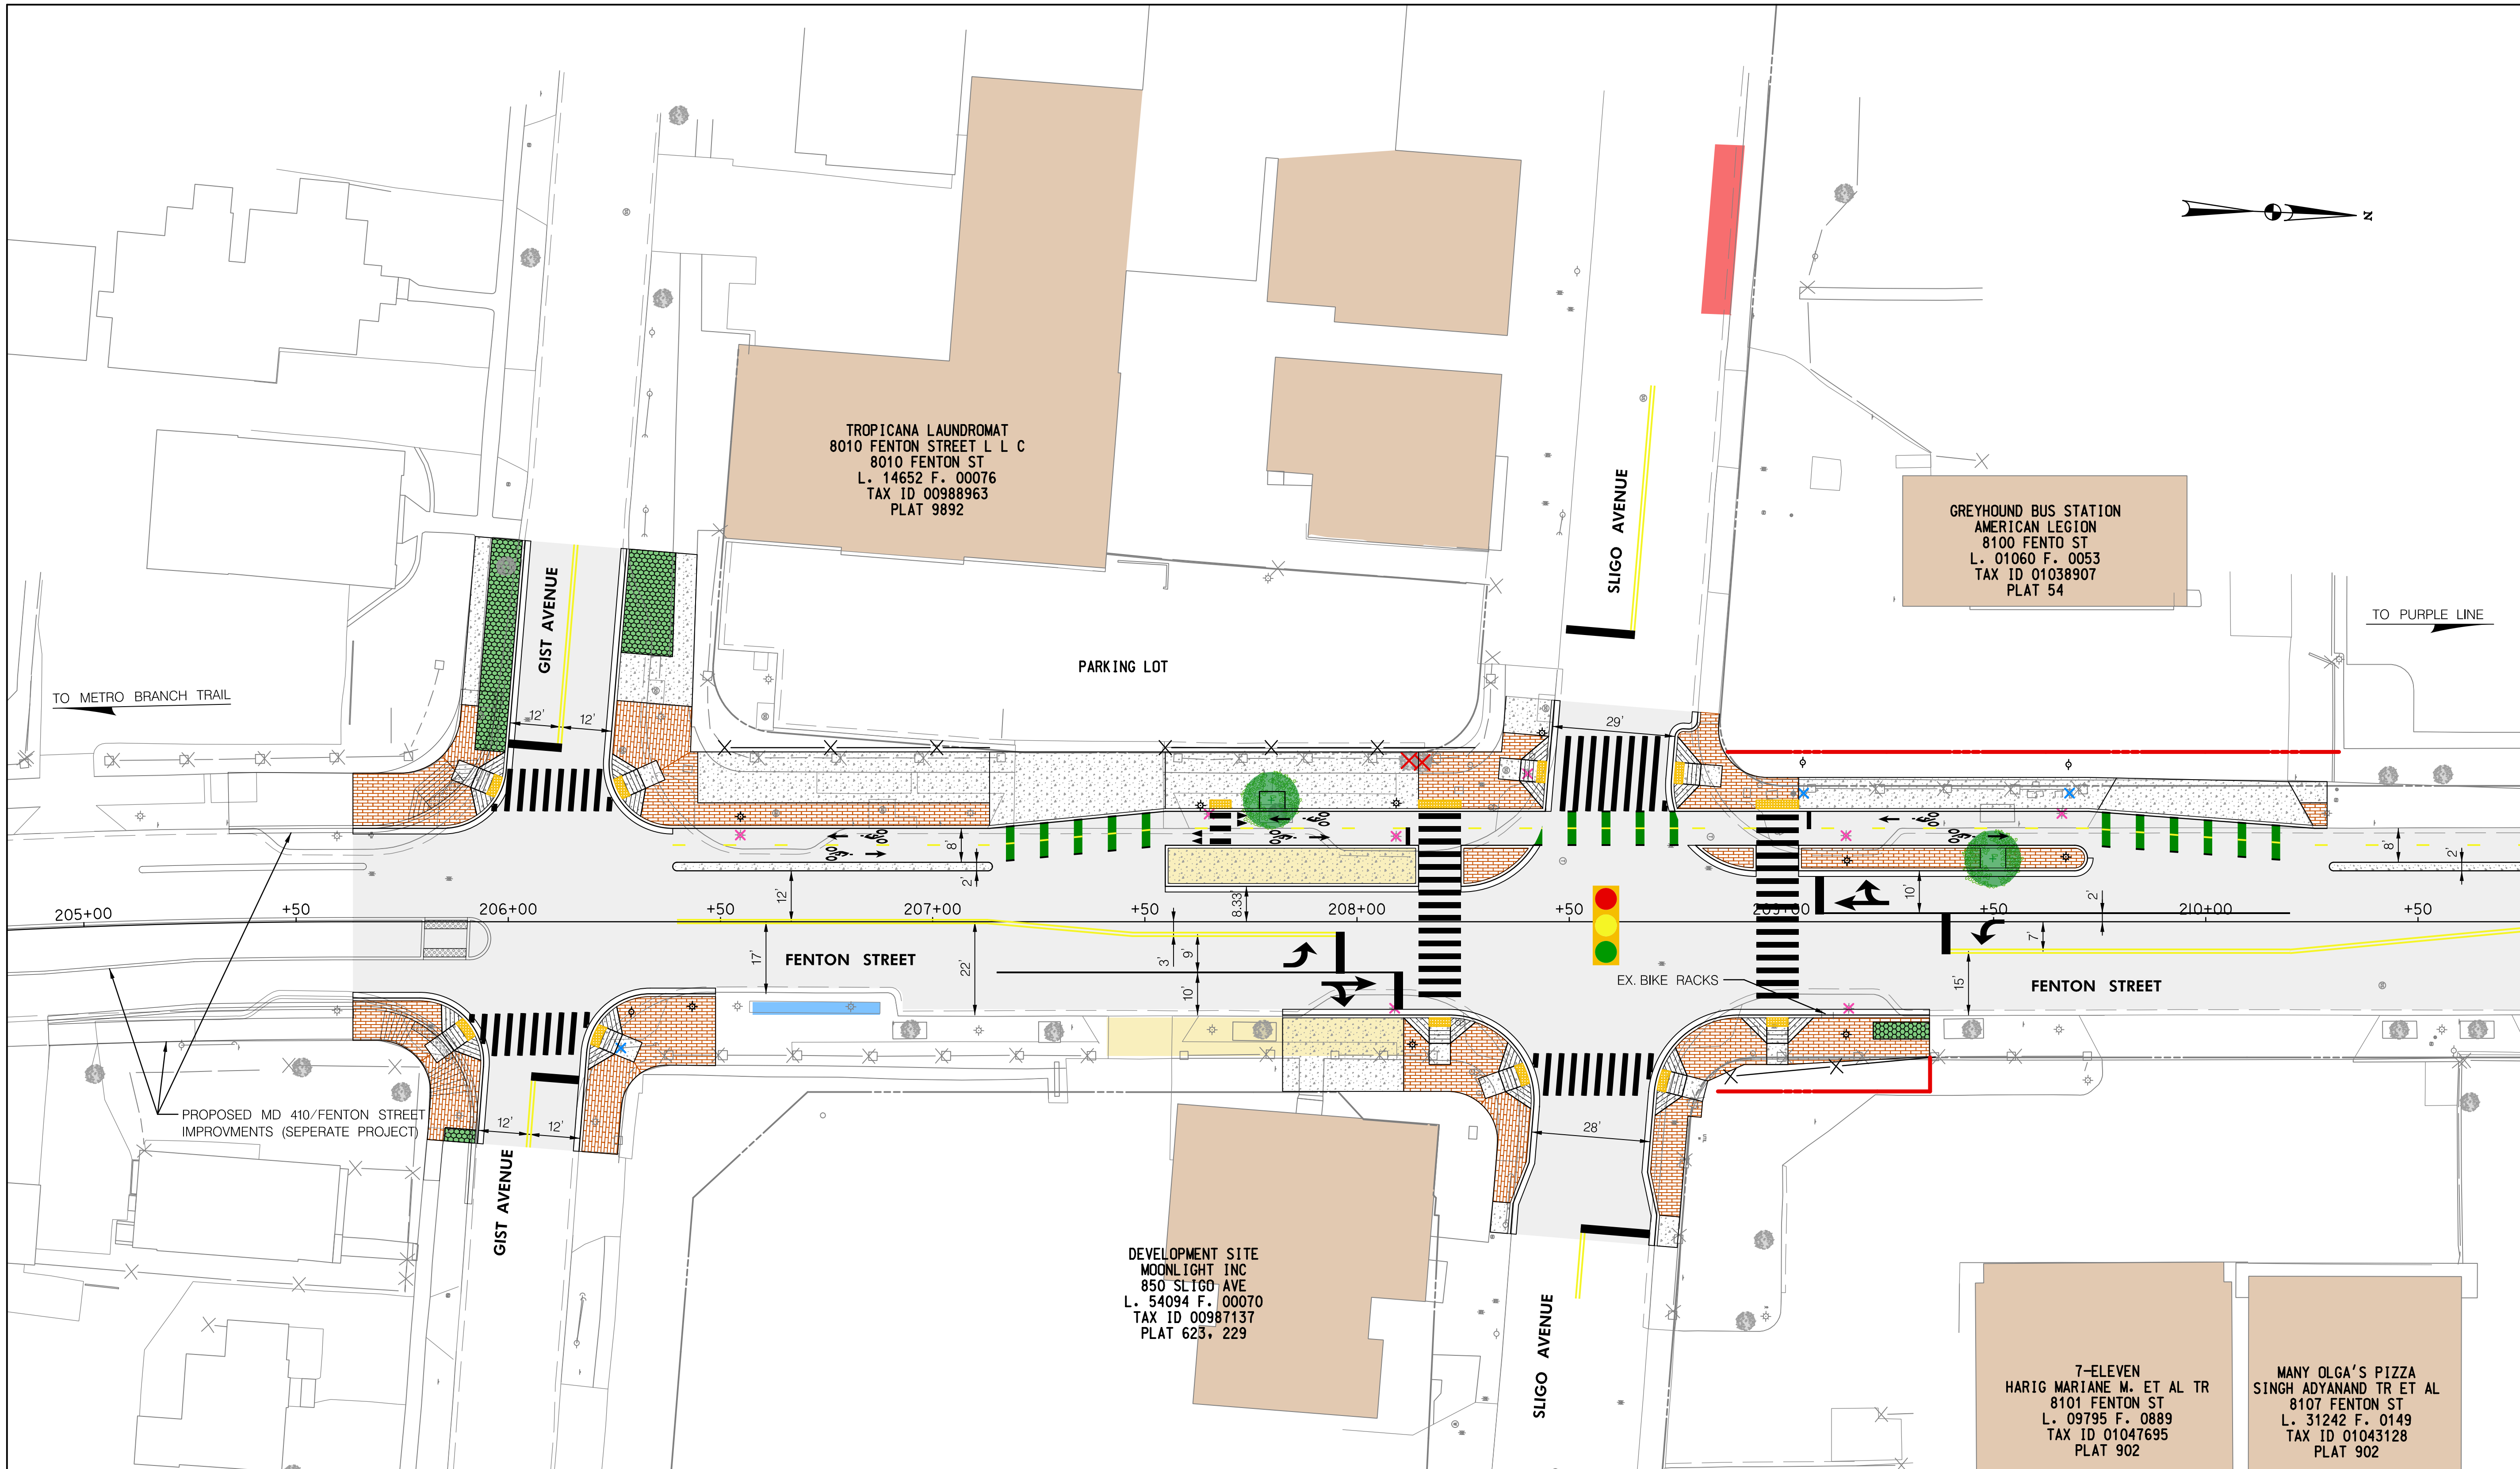 N
TROPICANA LAUNDROMAT
8010 FENTON STREET L L C
8010 FENTON ST
L. 14652 F. 00076
TAX ID 00988963
PLAT 9892
SLIGO AVENUE
GREYHOUND BUS STATION
AMERICAN LEGION
8100 FENTO ST
L. 01060 F. 0053
TAX ID 01038907
PLAT 54
TO PURPLE LINE
GIST AVENUE
PARKING LOT
TO METRO BRANCH TRAIL
12'
12'
29'
8'
2'
12'
8.33'
10'
2'
8'
2'
205+00
+50
206+00
+50
207+00
+50
208+00
+50
209+00
+50
210+00
+50
17'
FENTON STREET
22'
3'
9'
10'
EX. BIKE RACKS
7'
15'
FENTON STREET
PROPOSED MD 410/FENTON STREET
IMPROVMENTS (SEPERATE PROJECT)
12'
12'
28'
GIST AVENUE
DEVELOPMENT SITE
MOONLIGHT INC
850 SLIGO AVE
L. 54094 F. 00070
TAX ID 00987137
PLAT 623, 229
SLIGO AVENUE
7-ELEVEN
HARIG MARIANE M. ET AL TR
8101 FENTON ST
L. 09795 F. 0889
TAX ID 01047695
PLAT 902
MANY OLGA'S PIZZA
SINGH ADYANAND TR ET AL
8107 FENTON ST
L. 31242 F. 0149
TAX ID 01043128
PLAT 902